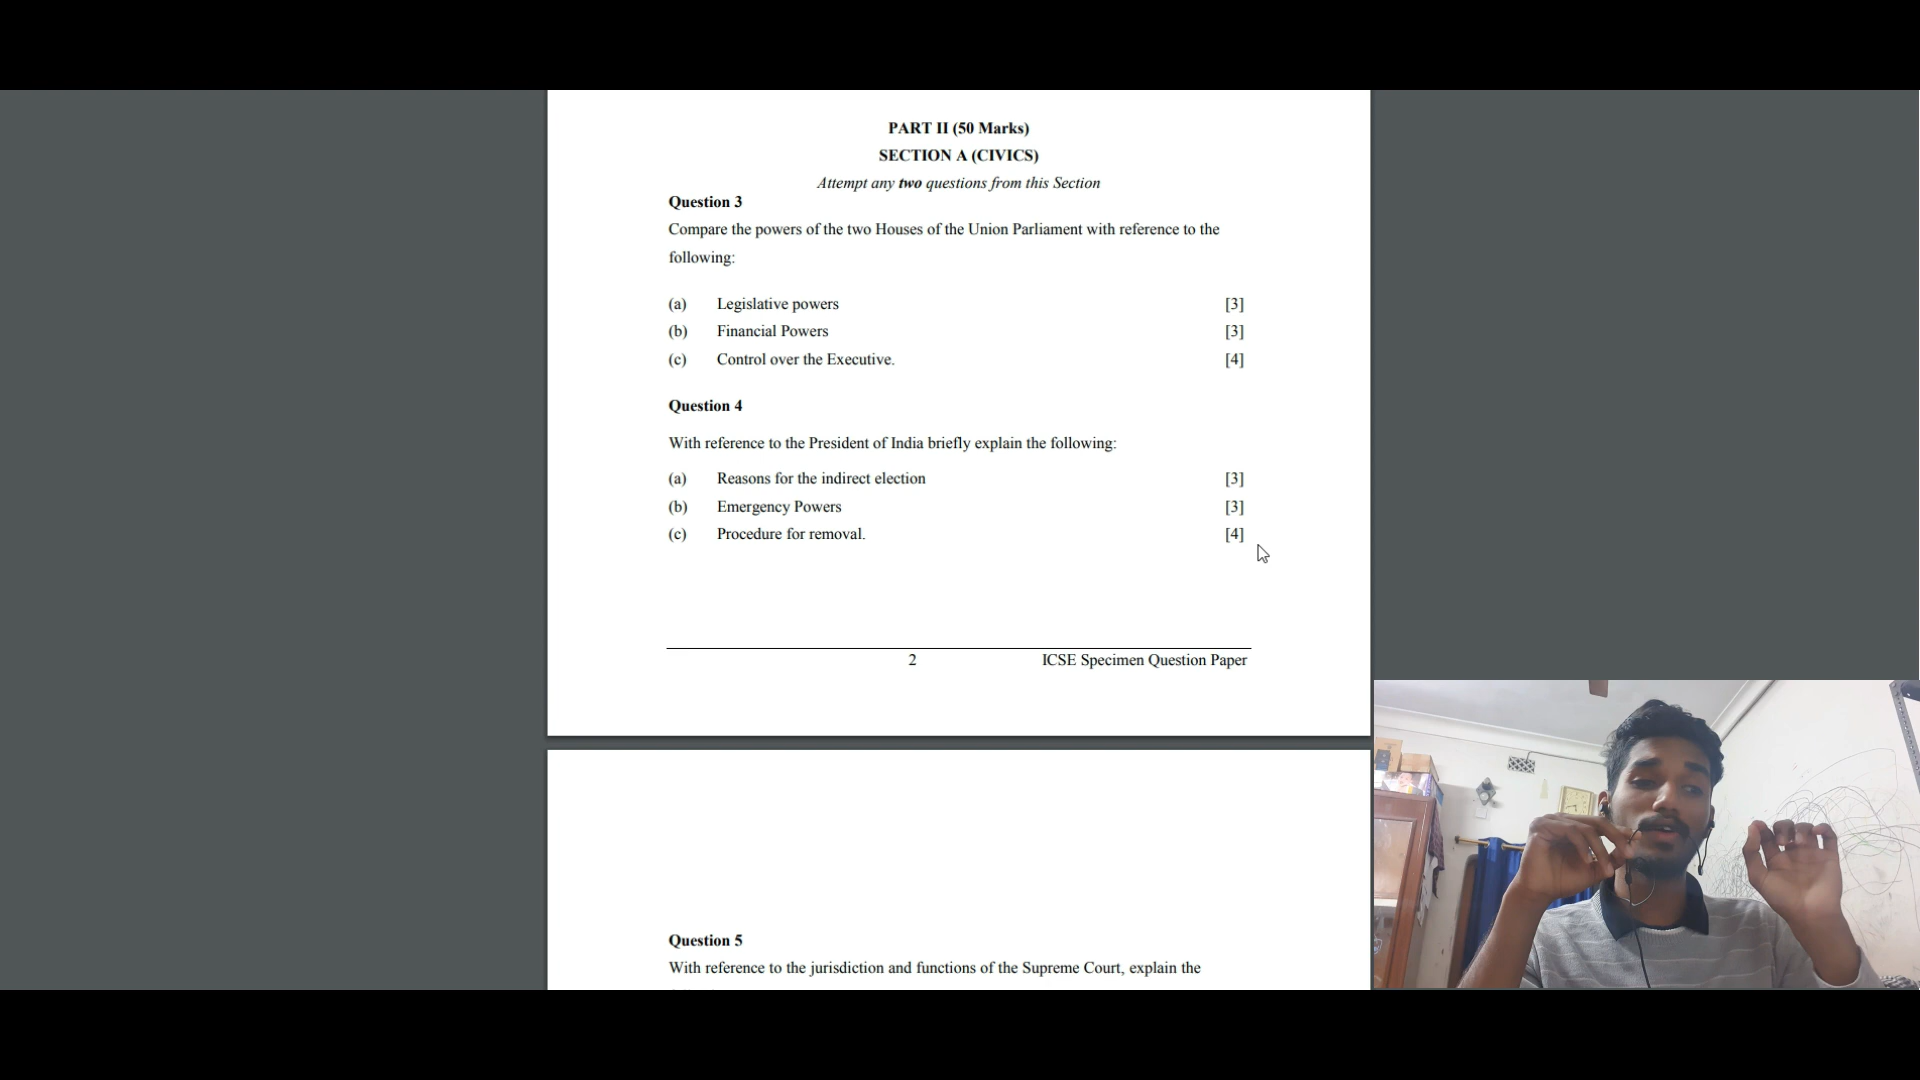 PART II (50 Marks)
SECTION A (CIVICS)
Attempt any two questions from this Section
Question 3
Compare the powers of the two Houses of the Union Parliament with reference to the
following:
(a) Legislative powers [3]
(b) Financial Powers [3]
(c) Control over the Executive. [4]
Question 4
With reference to the President of India briefly explain the following:
(a) Reasons for the indirect election [3]
(b) Emergency Powers [3]
(c) Procedure for removal. [4]
2 ICSE Specimen Question Paper
Question 5
With reference to the jurisdiction and functions of the Supreme Court, explain the